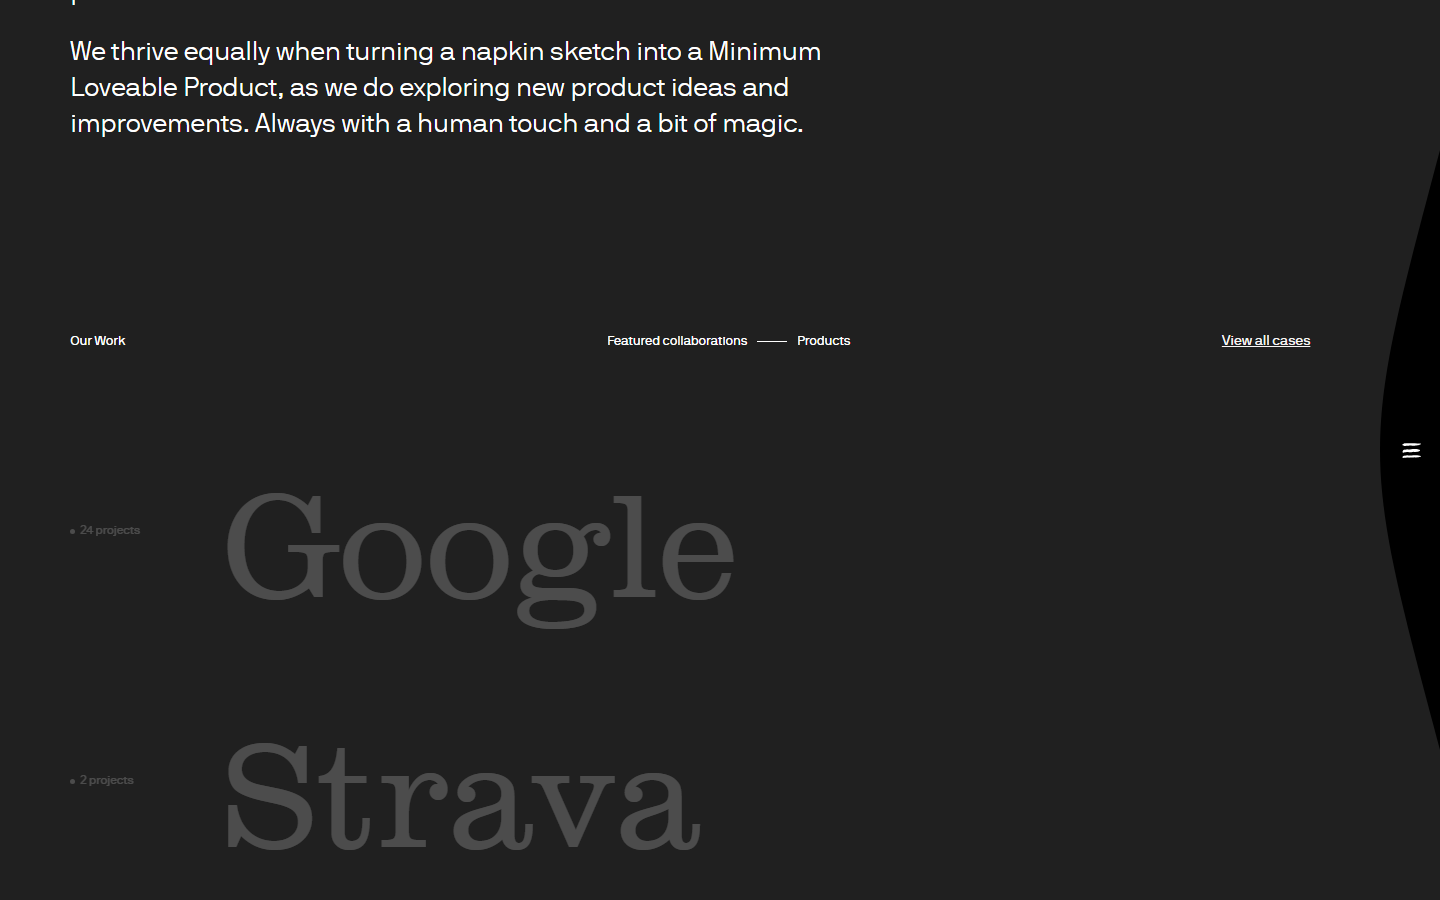 We thrive equally when turning a napkin sketch into a Minimum
Loveable Product, as we do exploring new product ideas and
improvements. Always with a human touch and a bit of magic.
Our Work
Featured collaborations
Products
View all cases
24 projects
Google
2 projects
Strava